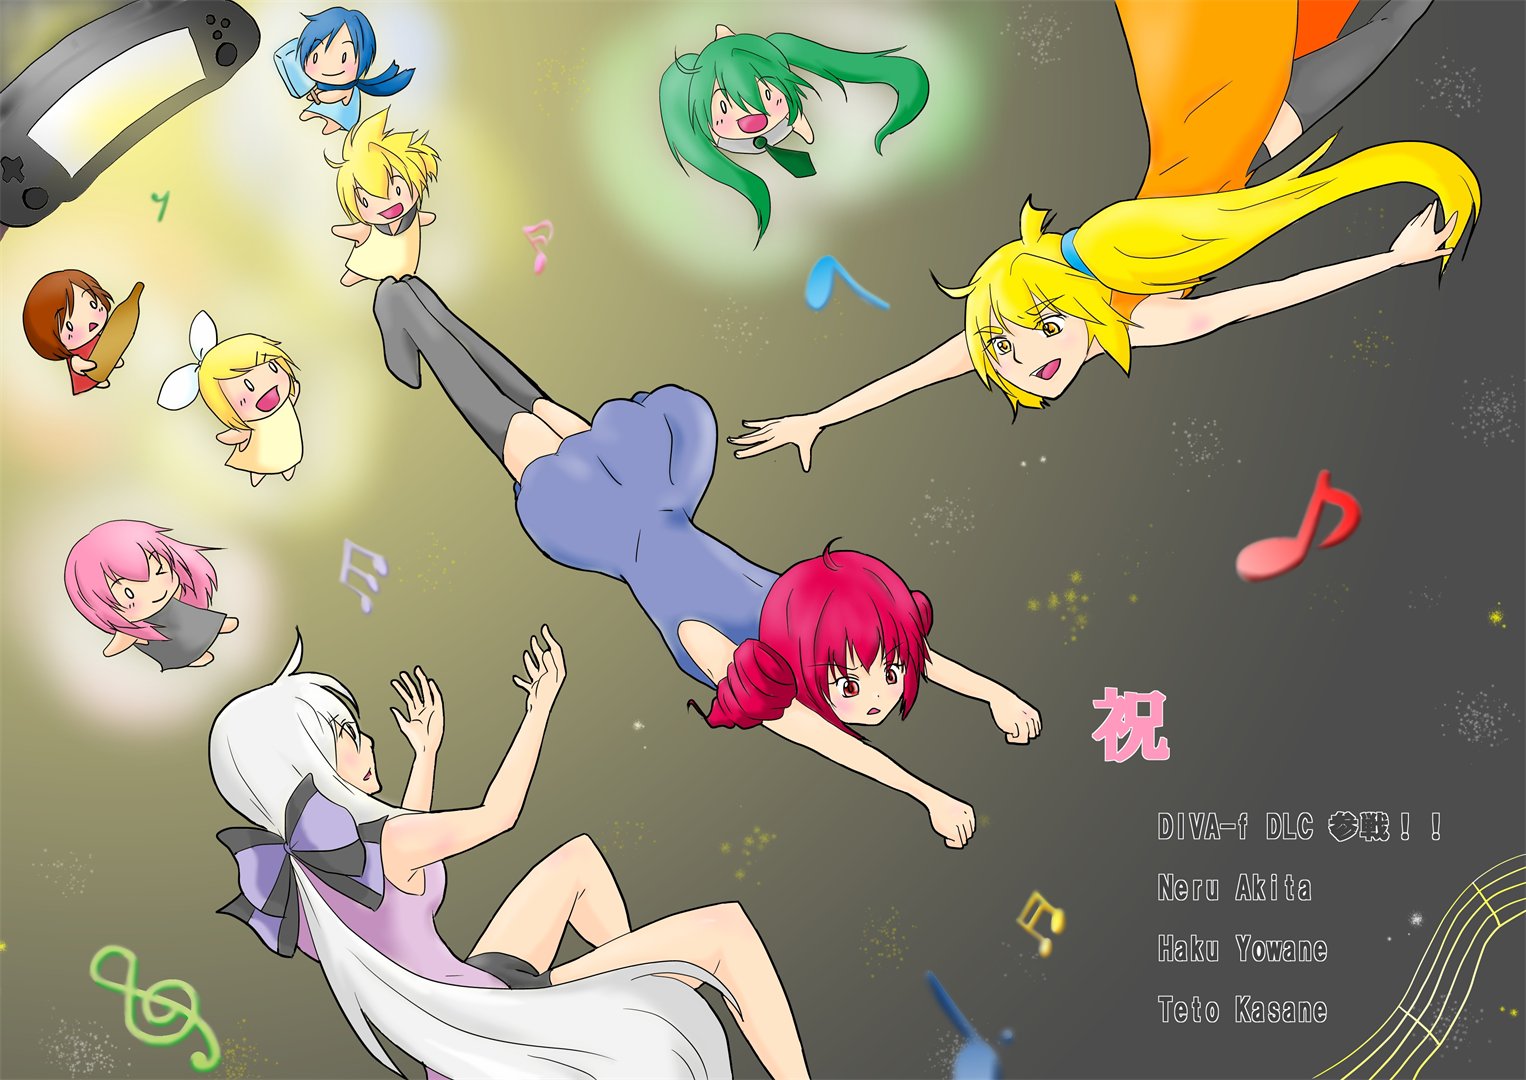 祝
DIVA-f DLC 参戦！！
Neru Akita
Haku Yowane
Teto Kasane